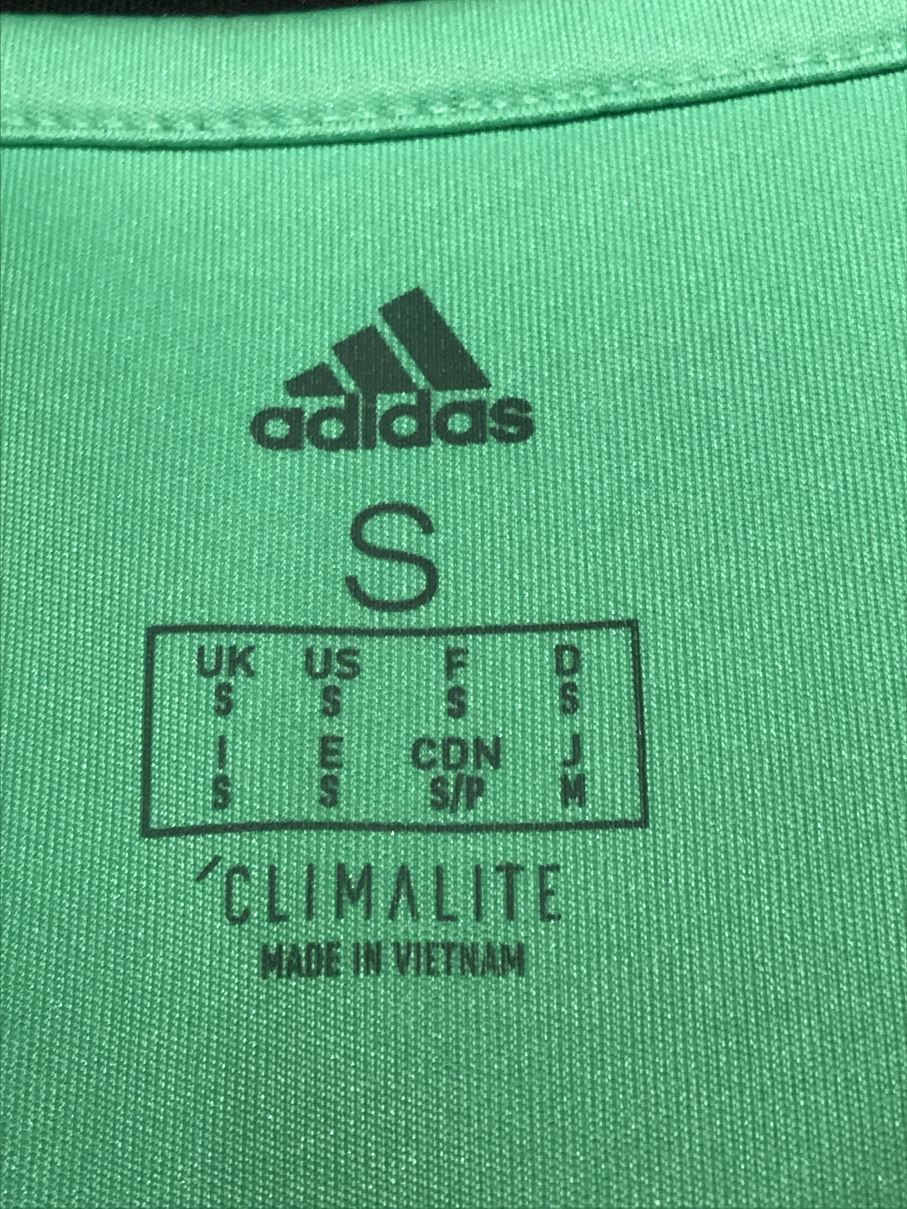 adidas
S
UK US F D
S S S S
I E CDN J
S S S/P M
´CLIMALITE
MADE IN VIETNAM